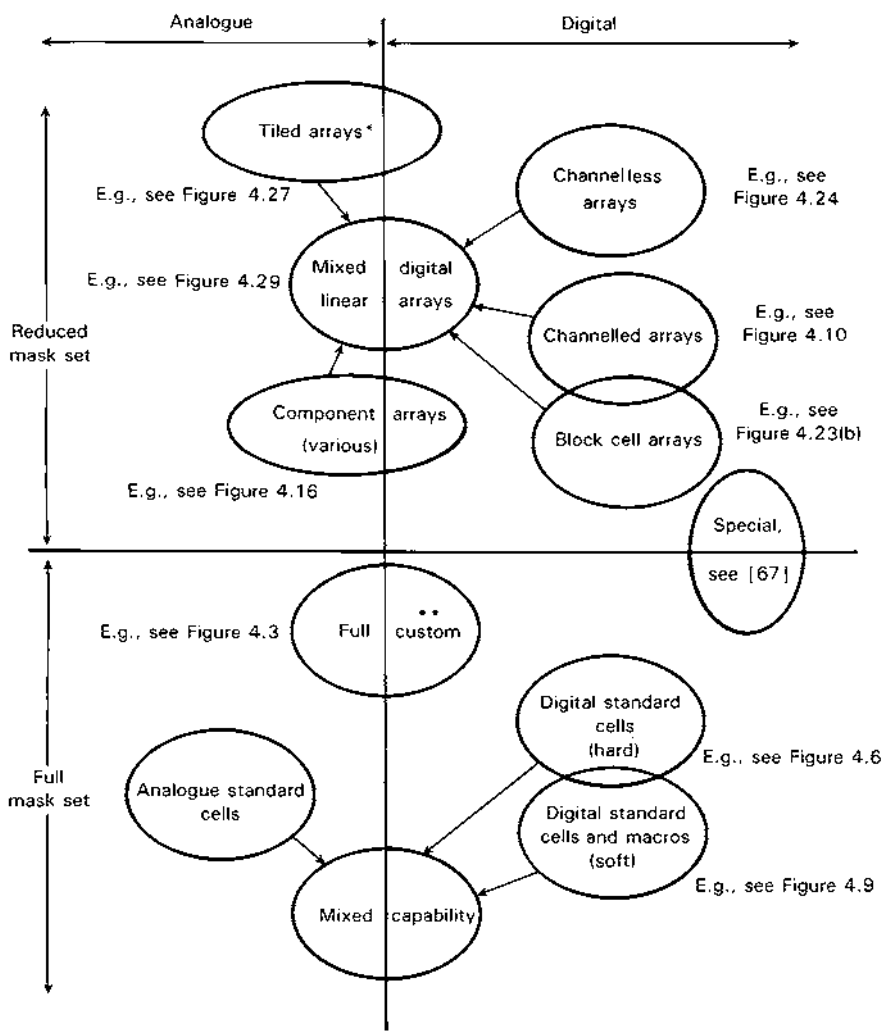 Analogue
Digital
Tiled arrays*
E.g., see Figure 4.27
Channelless
arrays
E.g., see
Figure 4.24
E.g., see Figure 4.29
Mixed digital
linear arrays
Channelled arrays
E.g., see
Figure 4.10
Reduced
mask set
Component arrays
(various)
E.g., see Figure 4.16
Block cell arrays
E.g., see
Figure 4.23(b)
Special,
see [67]
E.g., see Figure 4.3
Full custom**
Digital standard
cells
(hard)
E.g., see Figure 4.6
Full
mask set
Analogue standard
cells
Digital standard
cells and macros
(soft)
E.g., see Figure 4.9
Mixed capability